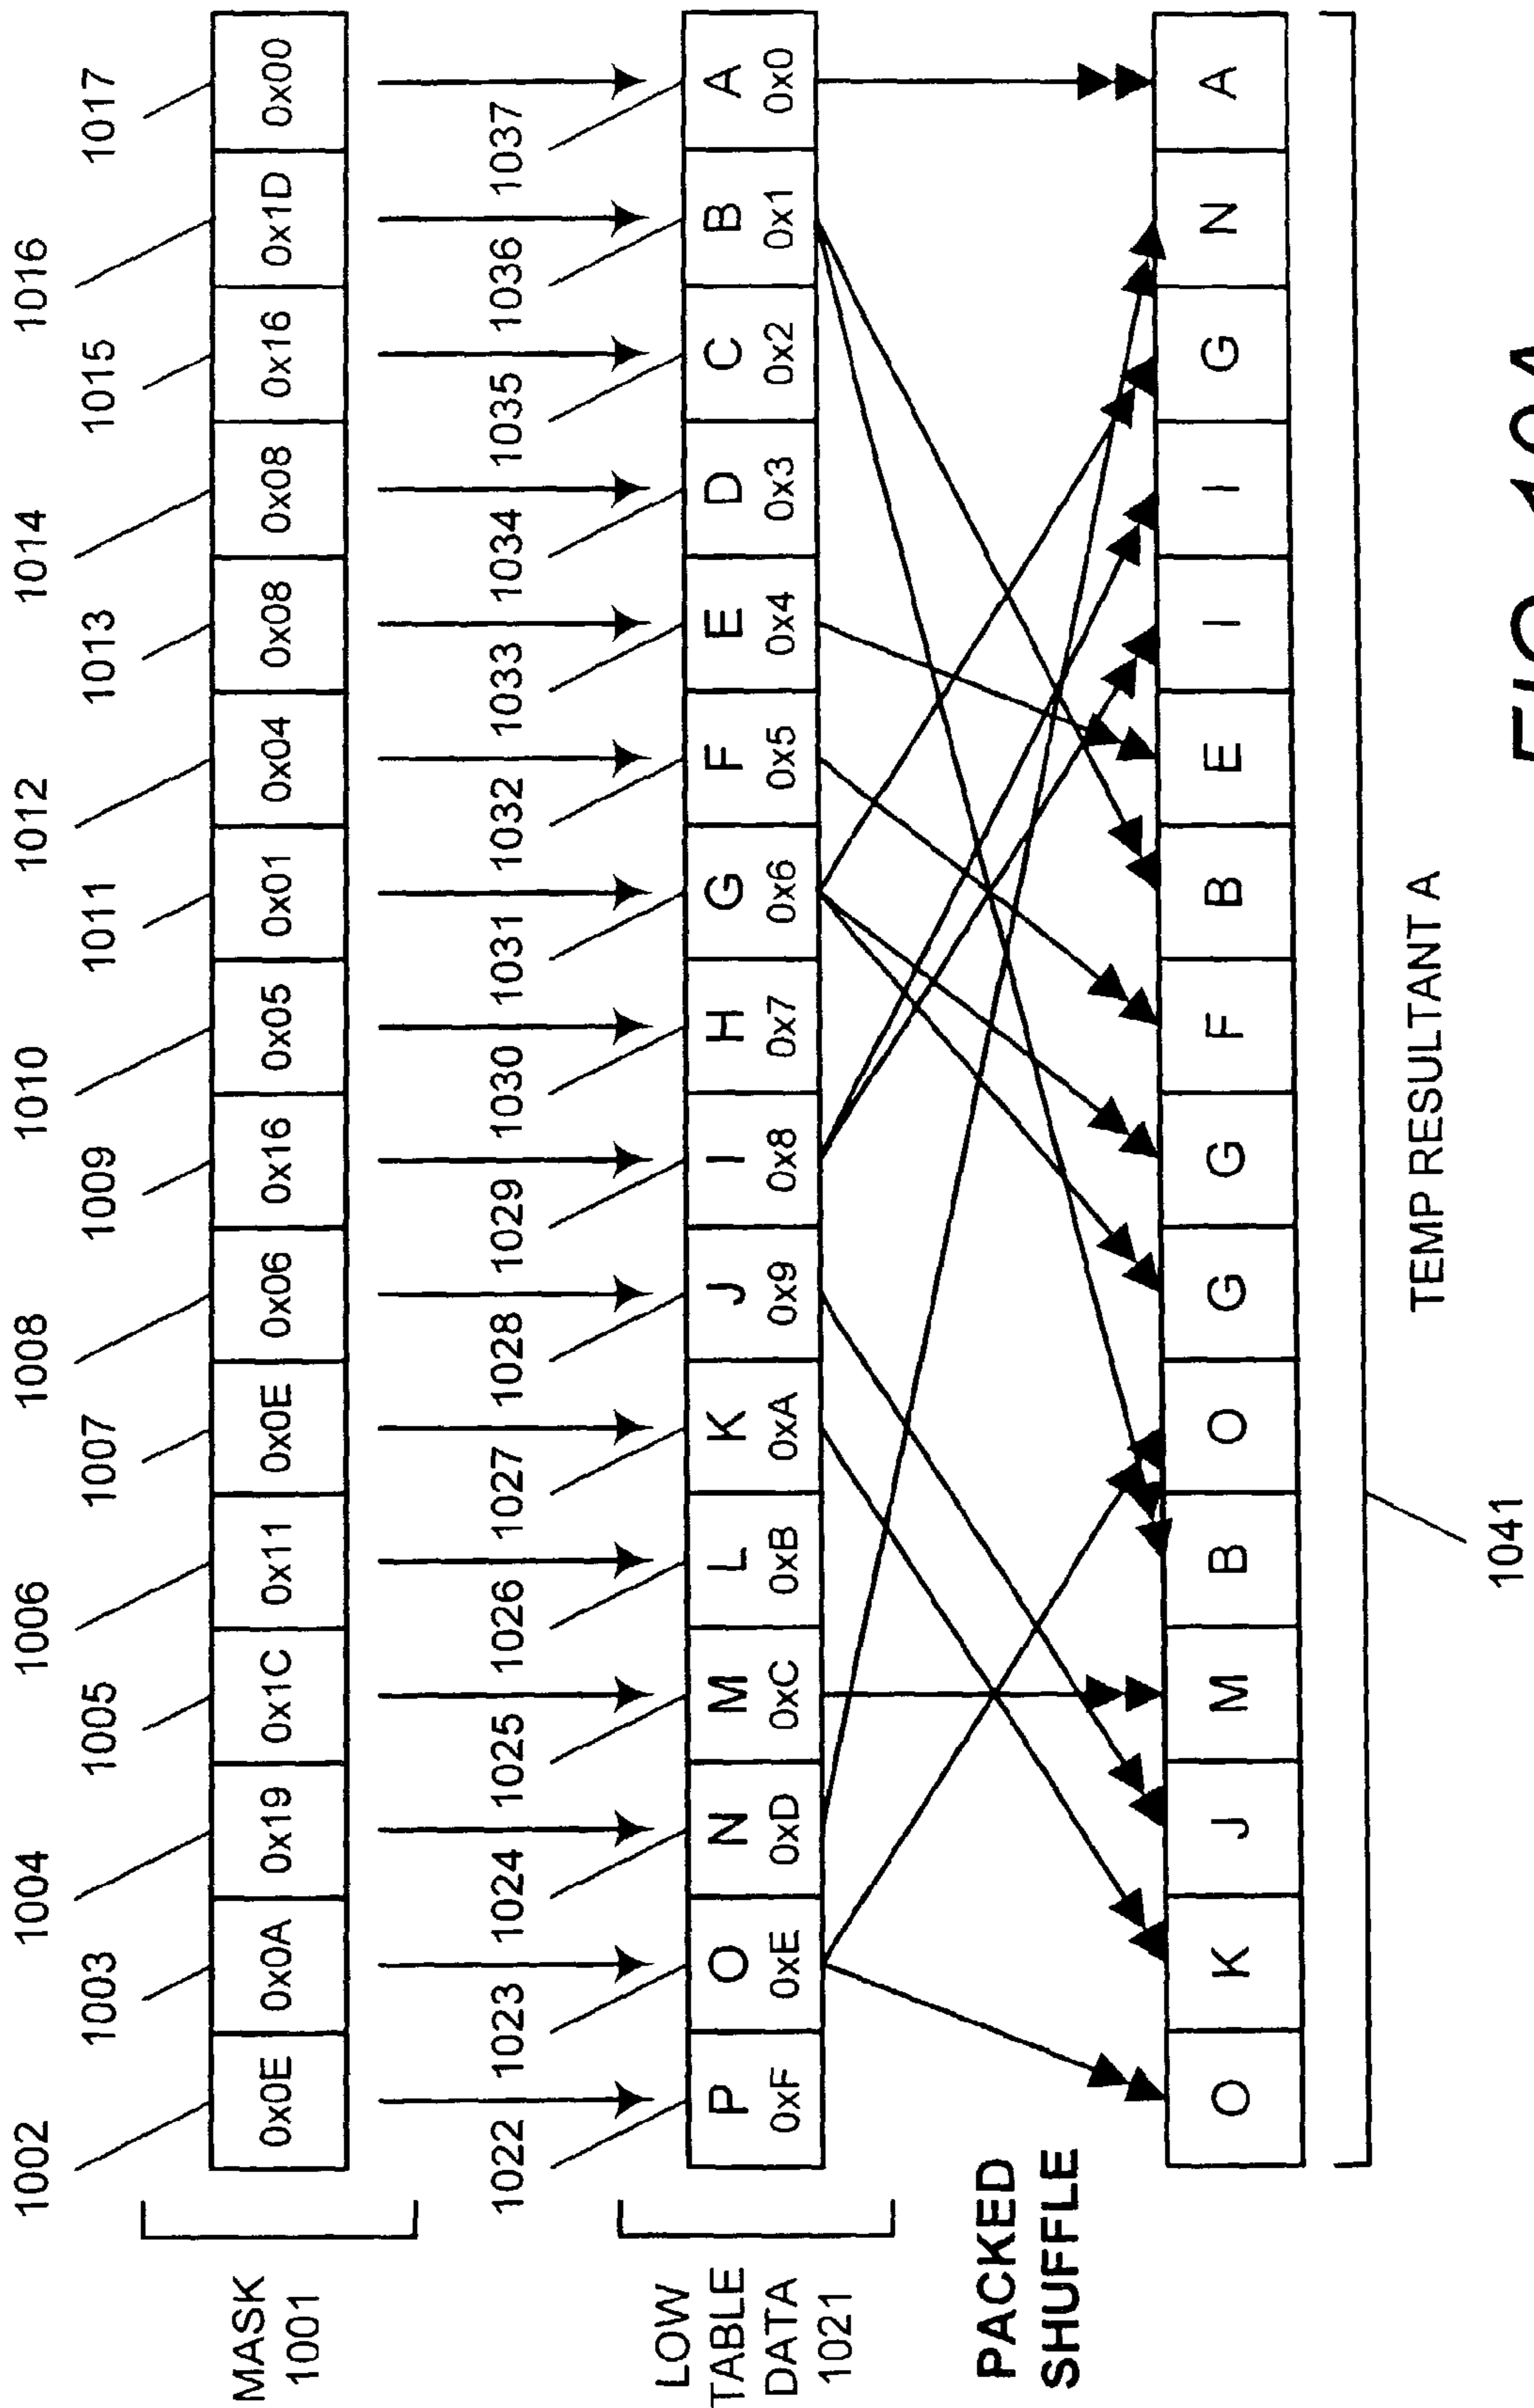 1002 1004 1006 1008 1010 1012 1014 1016
1003 1005 1007 1009 1011 1013 1015 1017
MASK
1001
0x0E 0x0A 0x19 0x1C 0x11 0x0E 0x06 0x16 0x05 0x01 0x04 0x08 0x08 0x16 0x1D 0x00
1022 1023 1024 1025 1026 1027 1028 1029 1030 1031 1032 1033 1034 1035 1036 1037
LOW
TABLE
DATA
1021
P O N M L K J I H G F E D C B A
0xF 0xE 0xD 0xC 0xB 0xA 0x9 0x8 0x7 0x6 0x5 0x4 0x3 0x2 0x1 0x0
PACKED
SHUFFLE
O K J M B O G G F B E I I G N A
TEMP RESULTANT A
1041
FIG. 10A